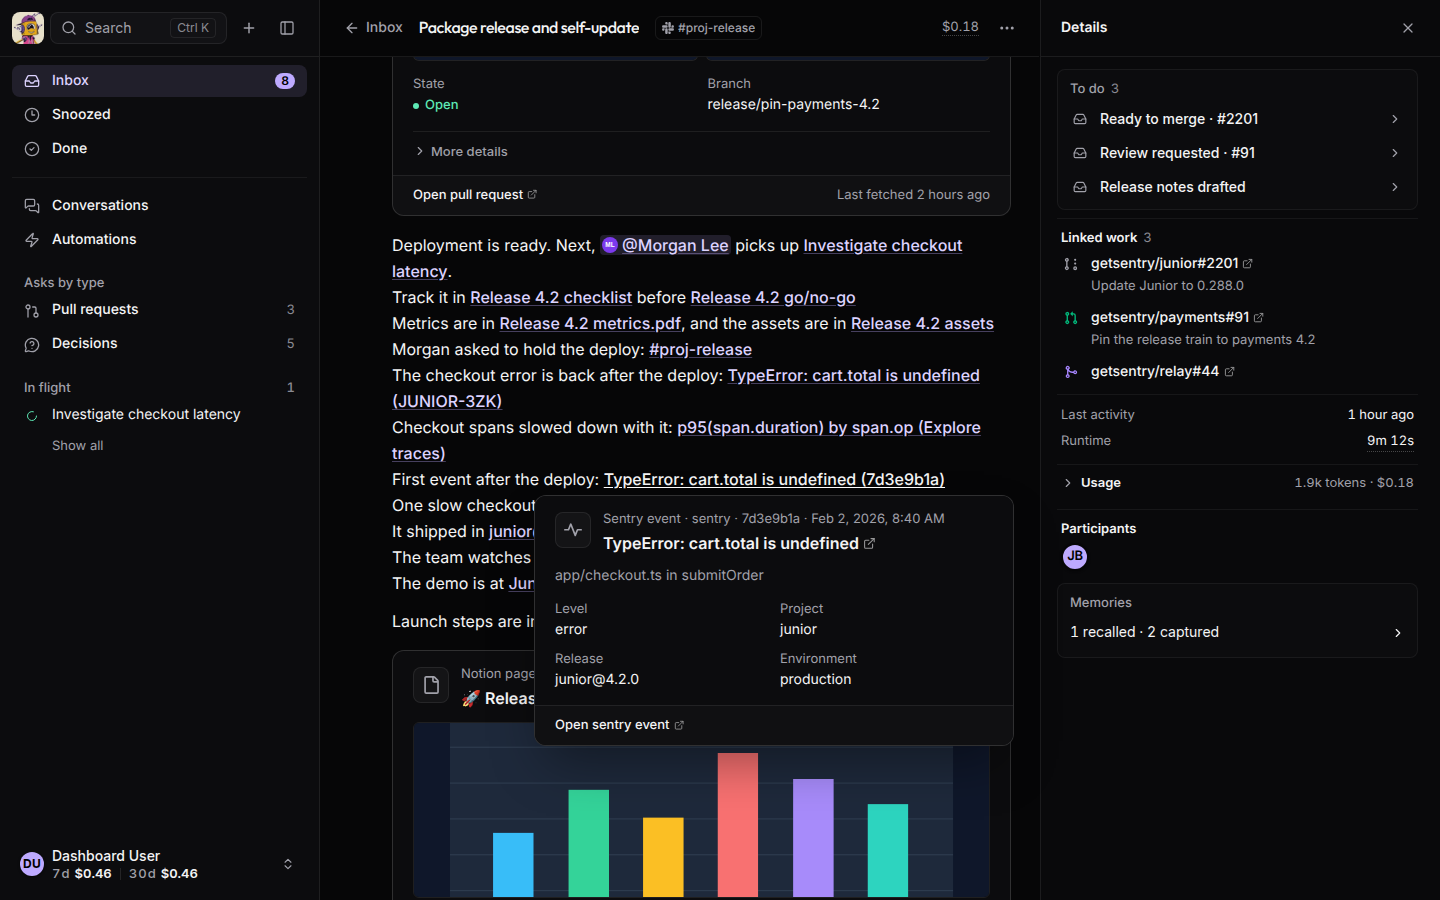 Search
Ctrl K
Inbox
8
Snoozed
Done
Conversations
Automations
Asks by type
Pull requests
3
Decisions
5
In flight
1
Investigate checkout latency
Show all
DU
Dashboard User
7d $0.46
30d $0.46
Inbox
Package release and self-update
#proj-release
$0.18
State
Open
Branch
release/pin-payments-4.2
More details
Open pull request
Last fetched 2 hours ago
Deployment is ready. Next, ML @Morgan Lee picks up Investigate checkout
latency.
Track it in Release 4.2 checklist before Release 4.2 go/no-go
Metrics are in Release 4.2 metrics.pdf, and the assets are in Release 4.2 assets
Morgan asked to hold the deploy: #proj-release
The checkout error is back after the deploy: TypeError: cart.total is undefined
(JUNIOR-3ZK)
Checkout spans slowed down with it: p95(span.duration) by span.op (Explore
traces)
First event after the deploy: TypeError: cart.total is undefined (7d3e9b1a)
One slow checkout
It shipped in junior
The team watches
The demo is at Jun
Launch steps are in
Sentry event · sentry · 7d3e9b1a · Feb 2, 2026, 8:40 AM
TypeError: cart.total is undefined
app/checkout.ts in submitOrder
Level
error
Project
junior
Release
junior@4.2.0
Environment
production
Open sentry event
Notion page
🚀 Releas
Details
To do 3
Ready to merge · #2201
Review requested · #91
Release notes drafted
Linked work 3
getsentry/junior#2201
Update Junior to 0.288.0
getsentry/payments#91
Pin the release train to payments 4.2
getsentry/relay#44
Last activity
1 hour ago
Runtime
9m 12s
Usage
1.9k tokens · $0.18
Participants
JB
Memories
1 recalled · 2 captured